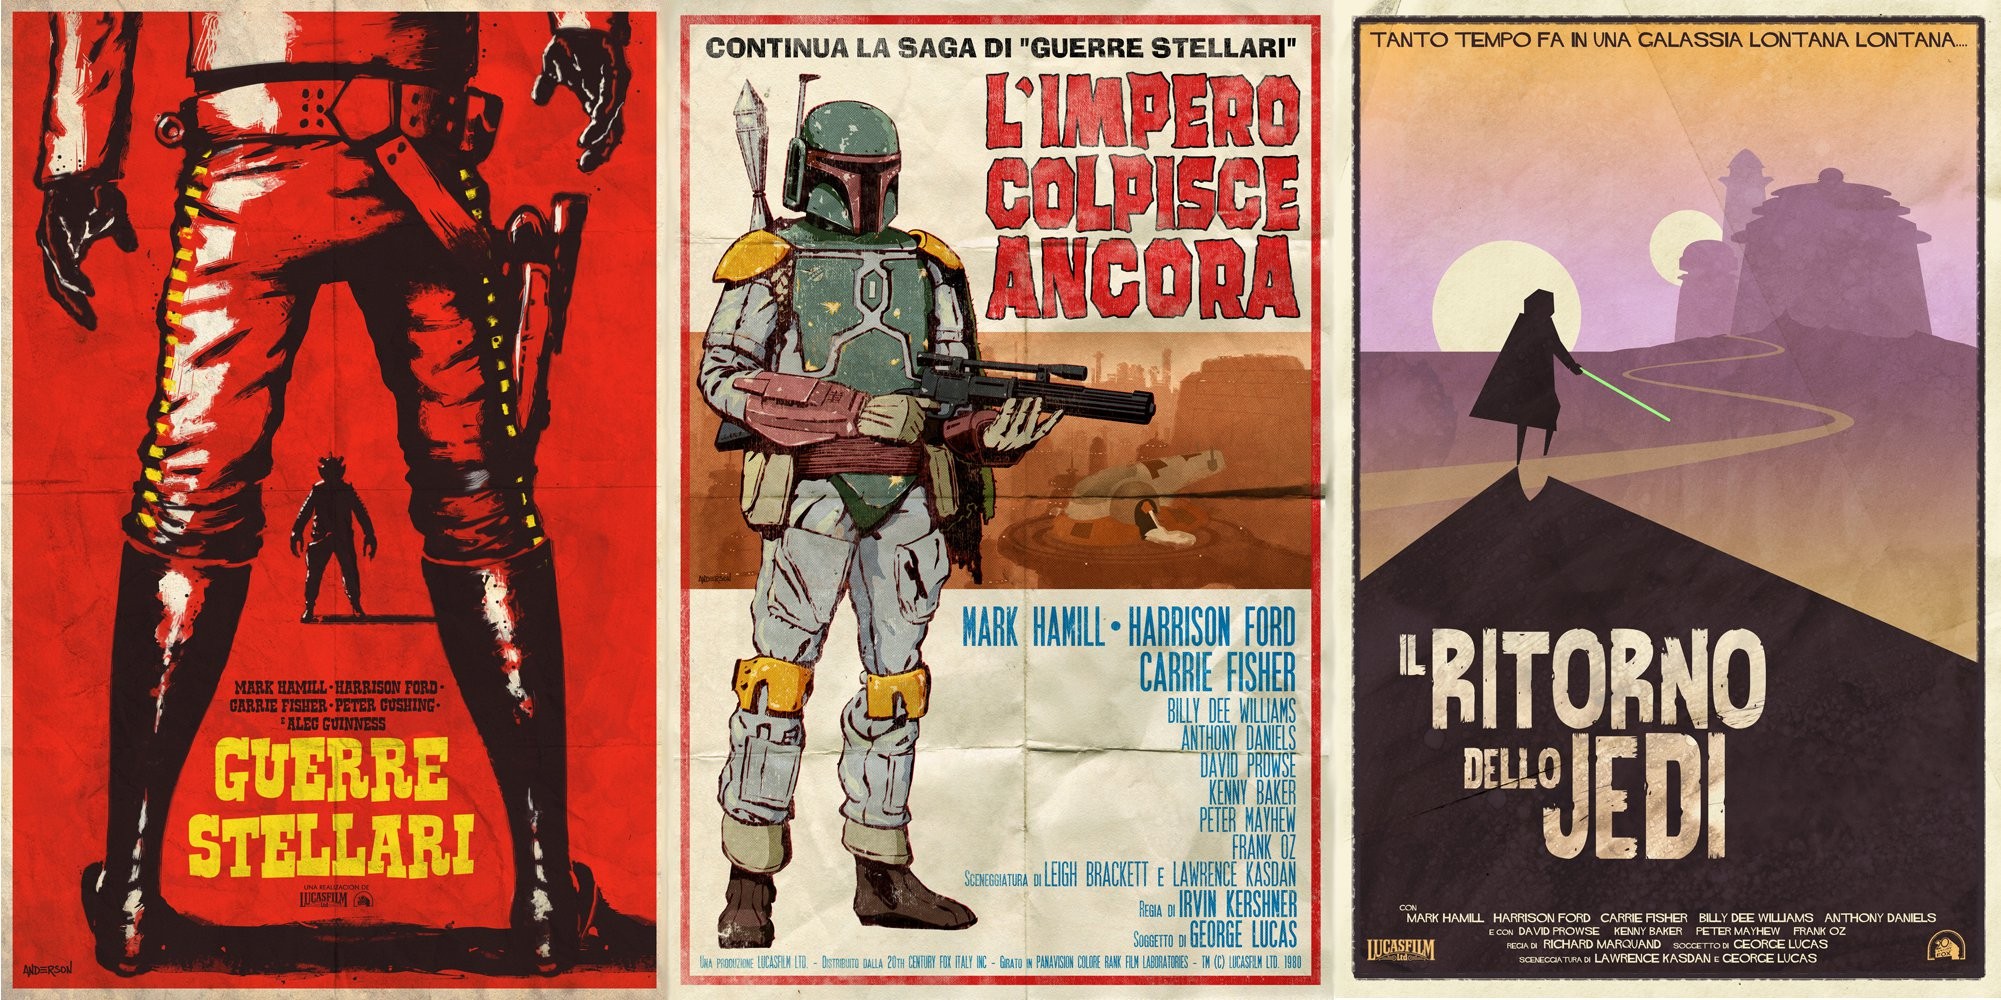 MARK HAMILL • HARRISON FORD •
CARRIE FISHER • PETER CUSHING •
E ALEC GUINNESS
GUERRE
STELLARI
UNA REALIZACIÓN DE
LUCASFILM
Ltd
ANDERSON
CONTINUA LA SAGA DI "GUERRE STELLARI"
L'IMPERO
COLPISCE
ANCORA
ANDERSON
MARK HAMILL • HARRISON FORD
CARRIE FISHER
BILLY DEE WILLIAMS
ANTHONY DANIELS
DAVID PROWSE
KENNY BAKER
PETER MAYHEW
FRANK OZ
SCENEGGIATURA DI LEIGH BRACKETT E LAWRENCE KASDAN
REGIA DI IRVIN KERSHNER
SOGGETTO DI GEORGE LUCAS
UNA PRODUZIONE LUCASFILM LTD. - DISTRIBUITO DALLA 20TH CENTURY FOX ITALY INC - GIRATO IN PANAVISION COLORE RANK FILM LABORATORIES - TM (C) LUCASFILM LTD. 1980
TANTO TEMPO FA IN UNA GALASSIA LONTANA LONTANA....
IL RITORNO
DELLO JEDI
CON
MARK HAMILL HARRISON FORD CARRIE FISHER BILLY DEE WILLIAMS ANTHONY DANIELS
E CON DAVID PROWSE KENNY BAKER PETER MAYHEW FRANK OZ
REGIA DI RICHARD MARQUAND SOGGETTO DI GEORGE LUCAS
SCENECCIATURA DI LAWRENCE KASDAN E GEORGE LUCAS
LUCASFILM
Ltd